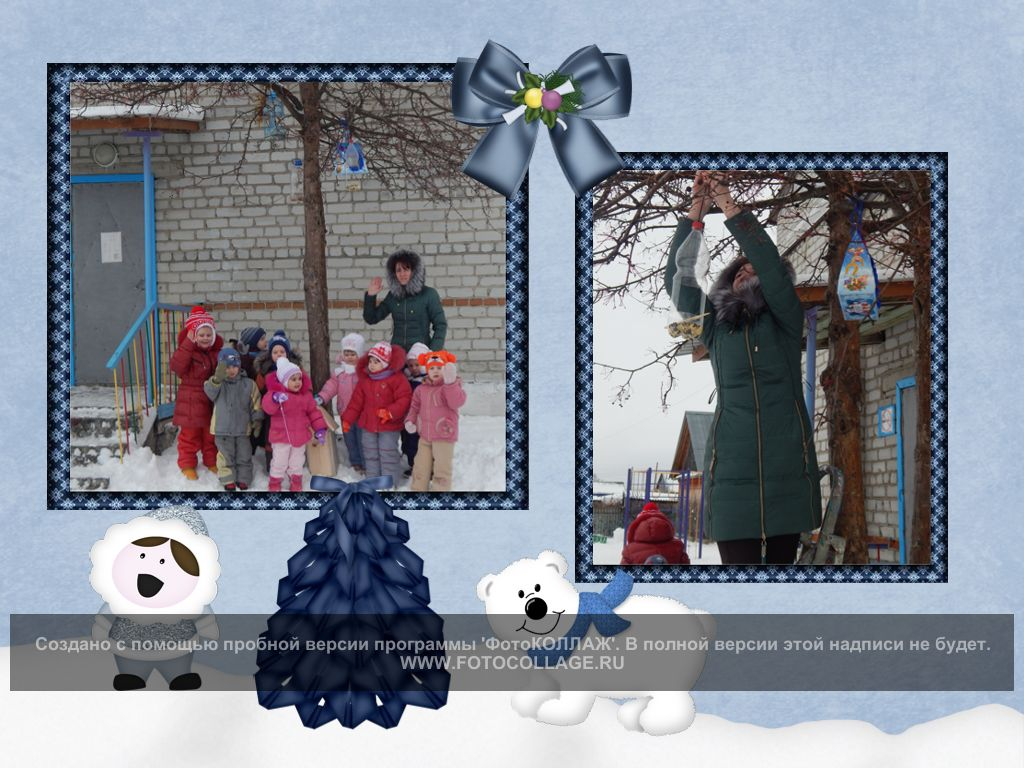 Создано с помощью пробной версии программы 'ФотоКОЛЛАЖ'. В полной версии этой надписи не будет.
WWW.FOTOCOLLAGE.RU